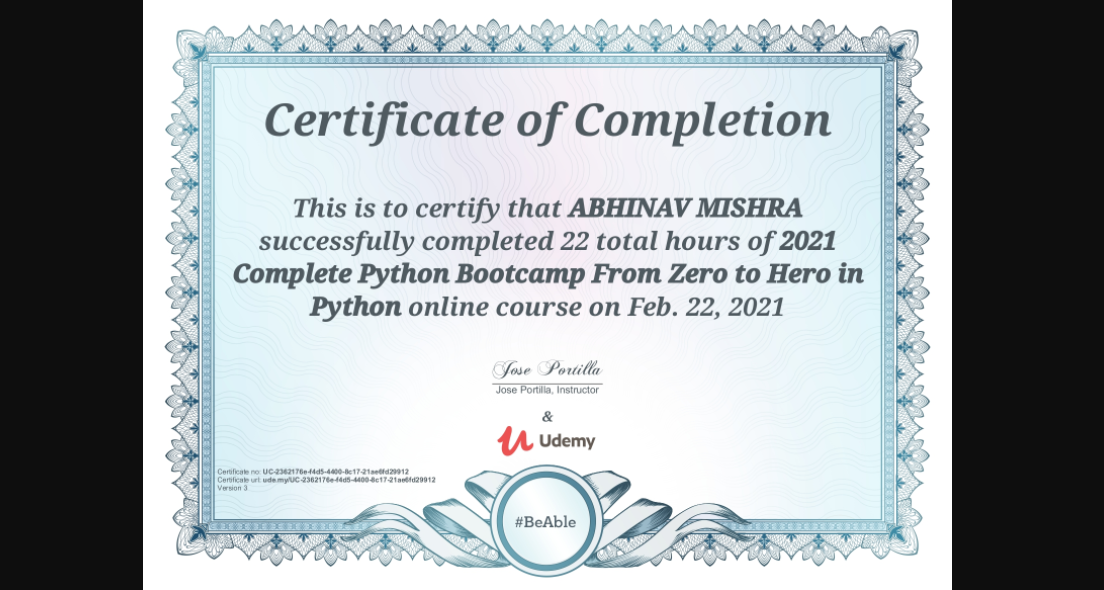 Certificate of Completion
This is to certify that ABHINAV MISHRA
successfully completed 22 total hours of 2021
Complete Python Bootcamp From Zero to Hero in
Python online course on Feb. 22, 2021
Jose Portilla
Jose Portilla, Instructor
&
Udemy
Certificate no: UC-2362176e-f4d5-4400-8c17-21ae6fd29912
Certificate url: ude.my/UC-2362176e-f4d5-4400-8c17-21ae6fd29912
Version 3
#BeAble